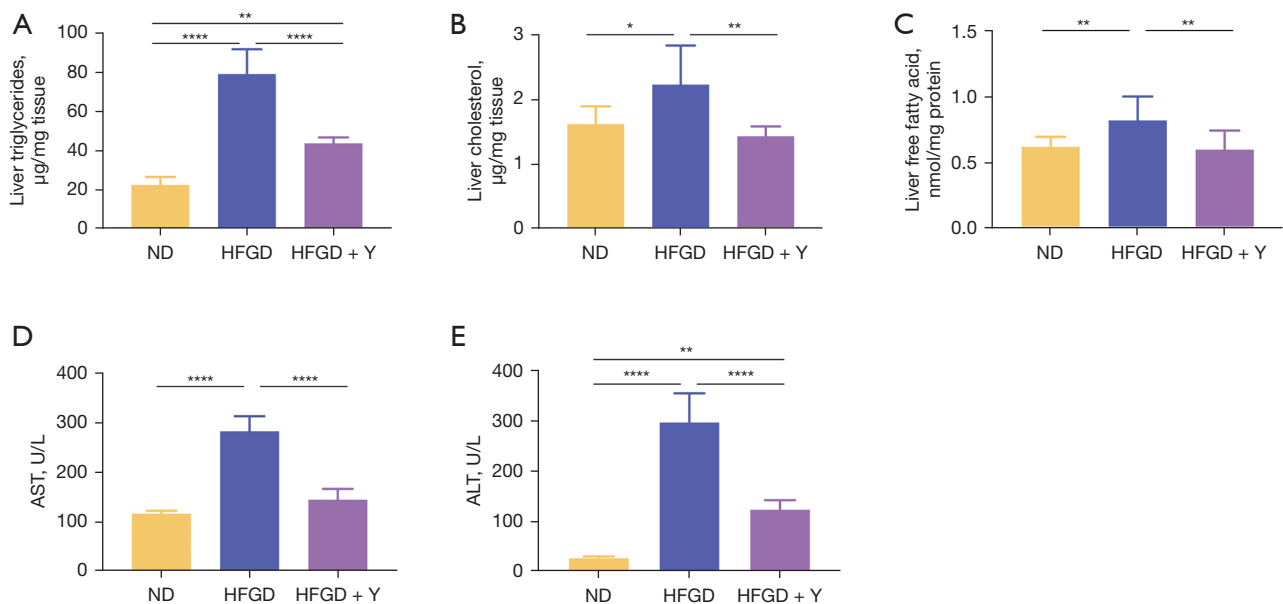 A
**
**** ****
Liver triglycerides,
µg/mg tissue
100
80
60
40
20
0
ND HFGD HFGD + Y
B
* **
Liver cholesterol,
µg/mg tissue
3
2
1
0
ND HFGD HFGD + Y
C
** **
Liver free fatty acid,
nmol/mg protein
1.5
1.0
0.5
0.0
ND HFGD HFGD + Y
D
**** ****
AST, U/L
400
300
200
100
0
ND HFGD HFGD + Y
E
**
**** ****
ALT, U/L
400
300
200
100
0
ND HFGD HFGD + Y